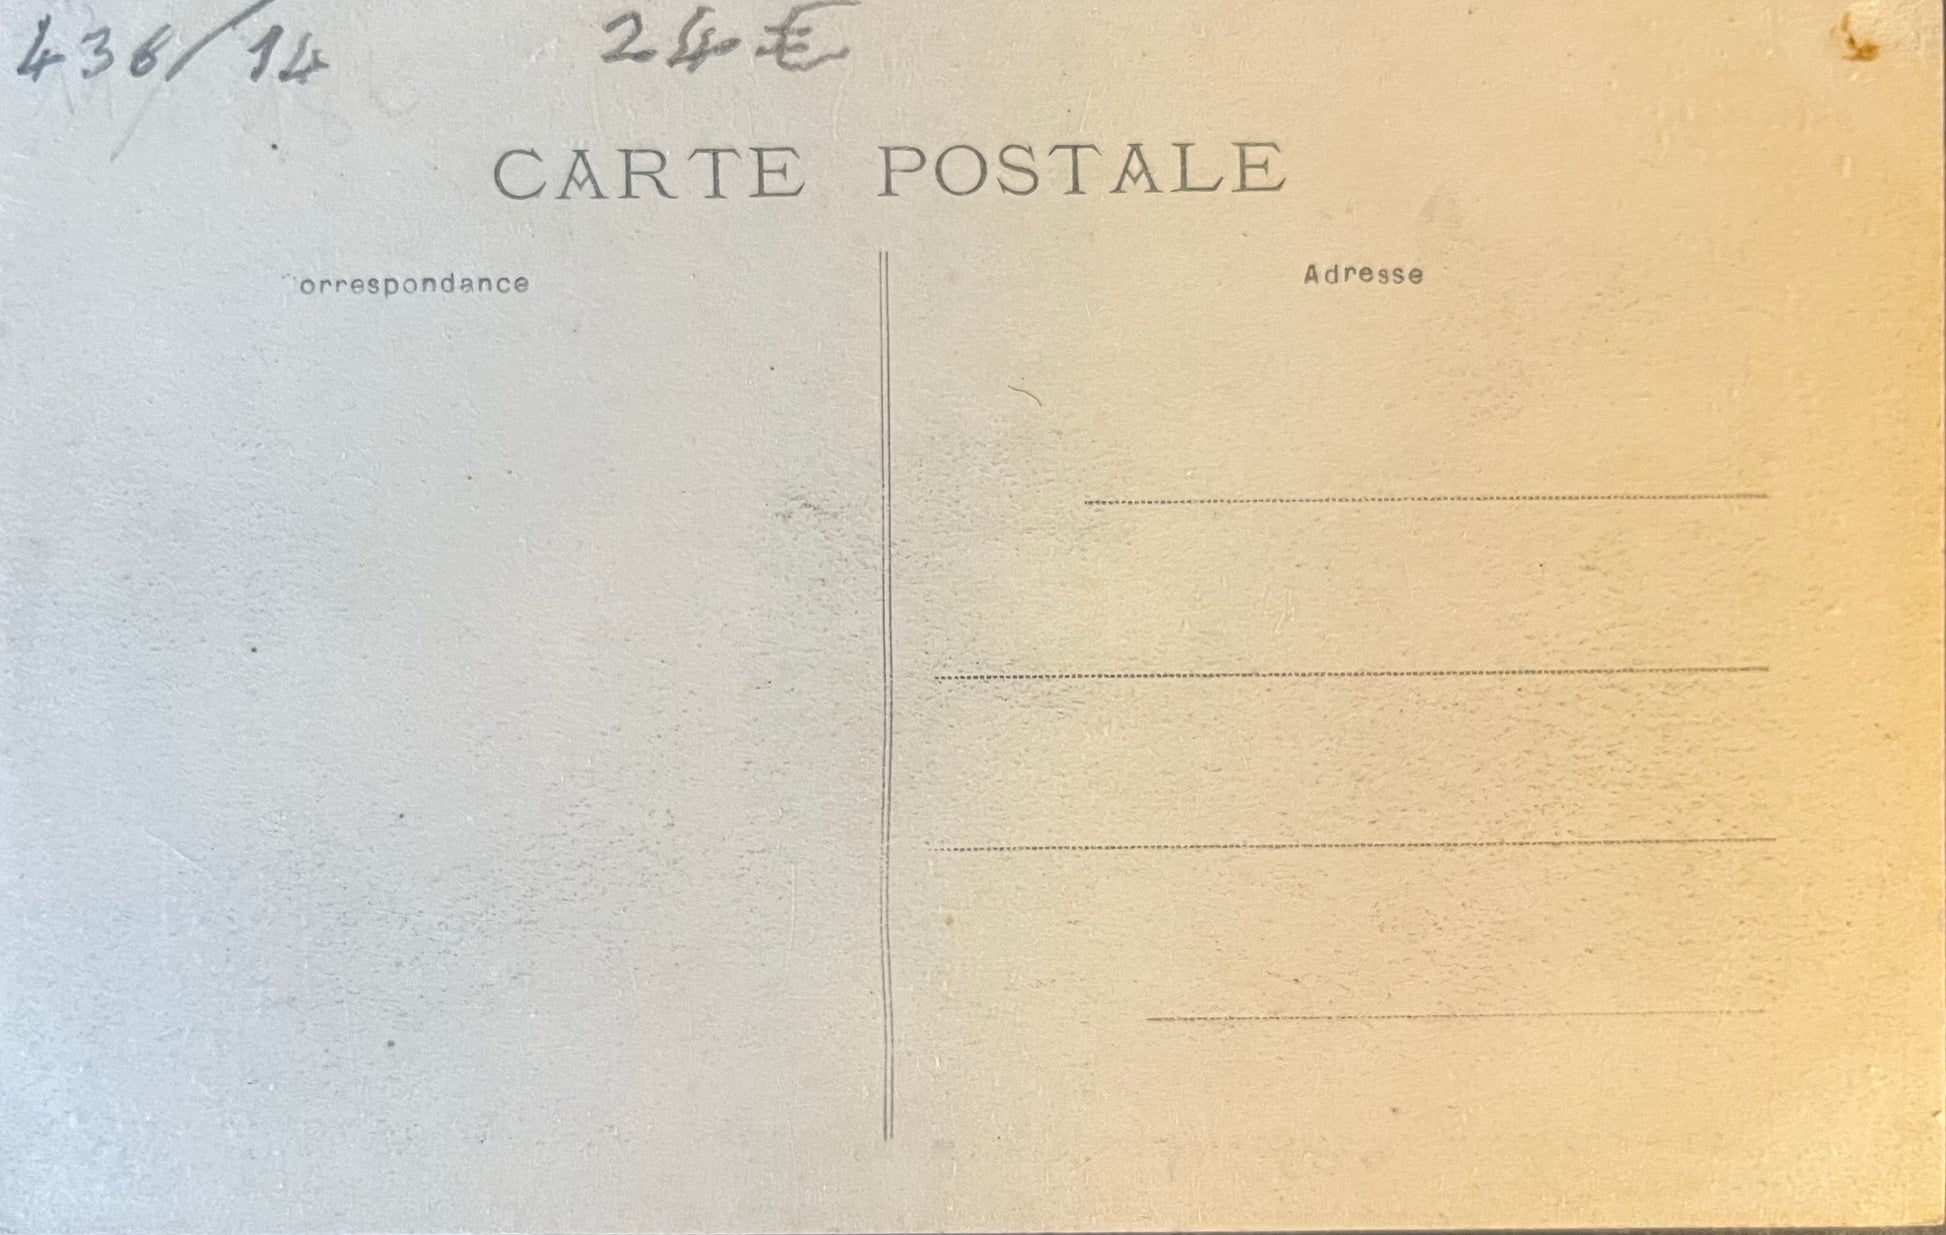 436/14 24€
CARTE POSTALE
orrespondance
Adresse